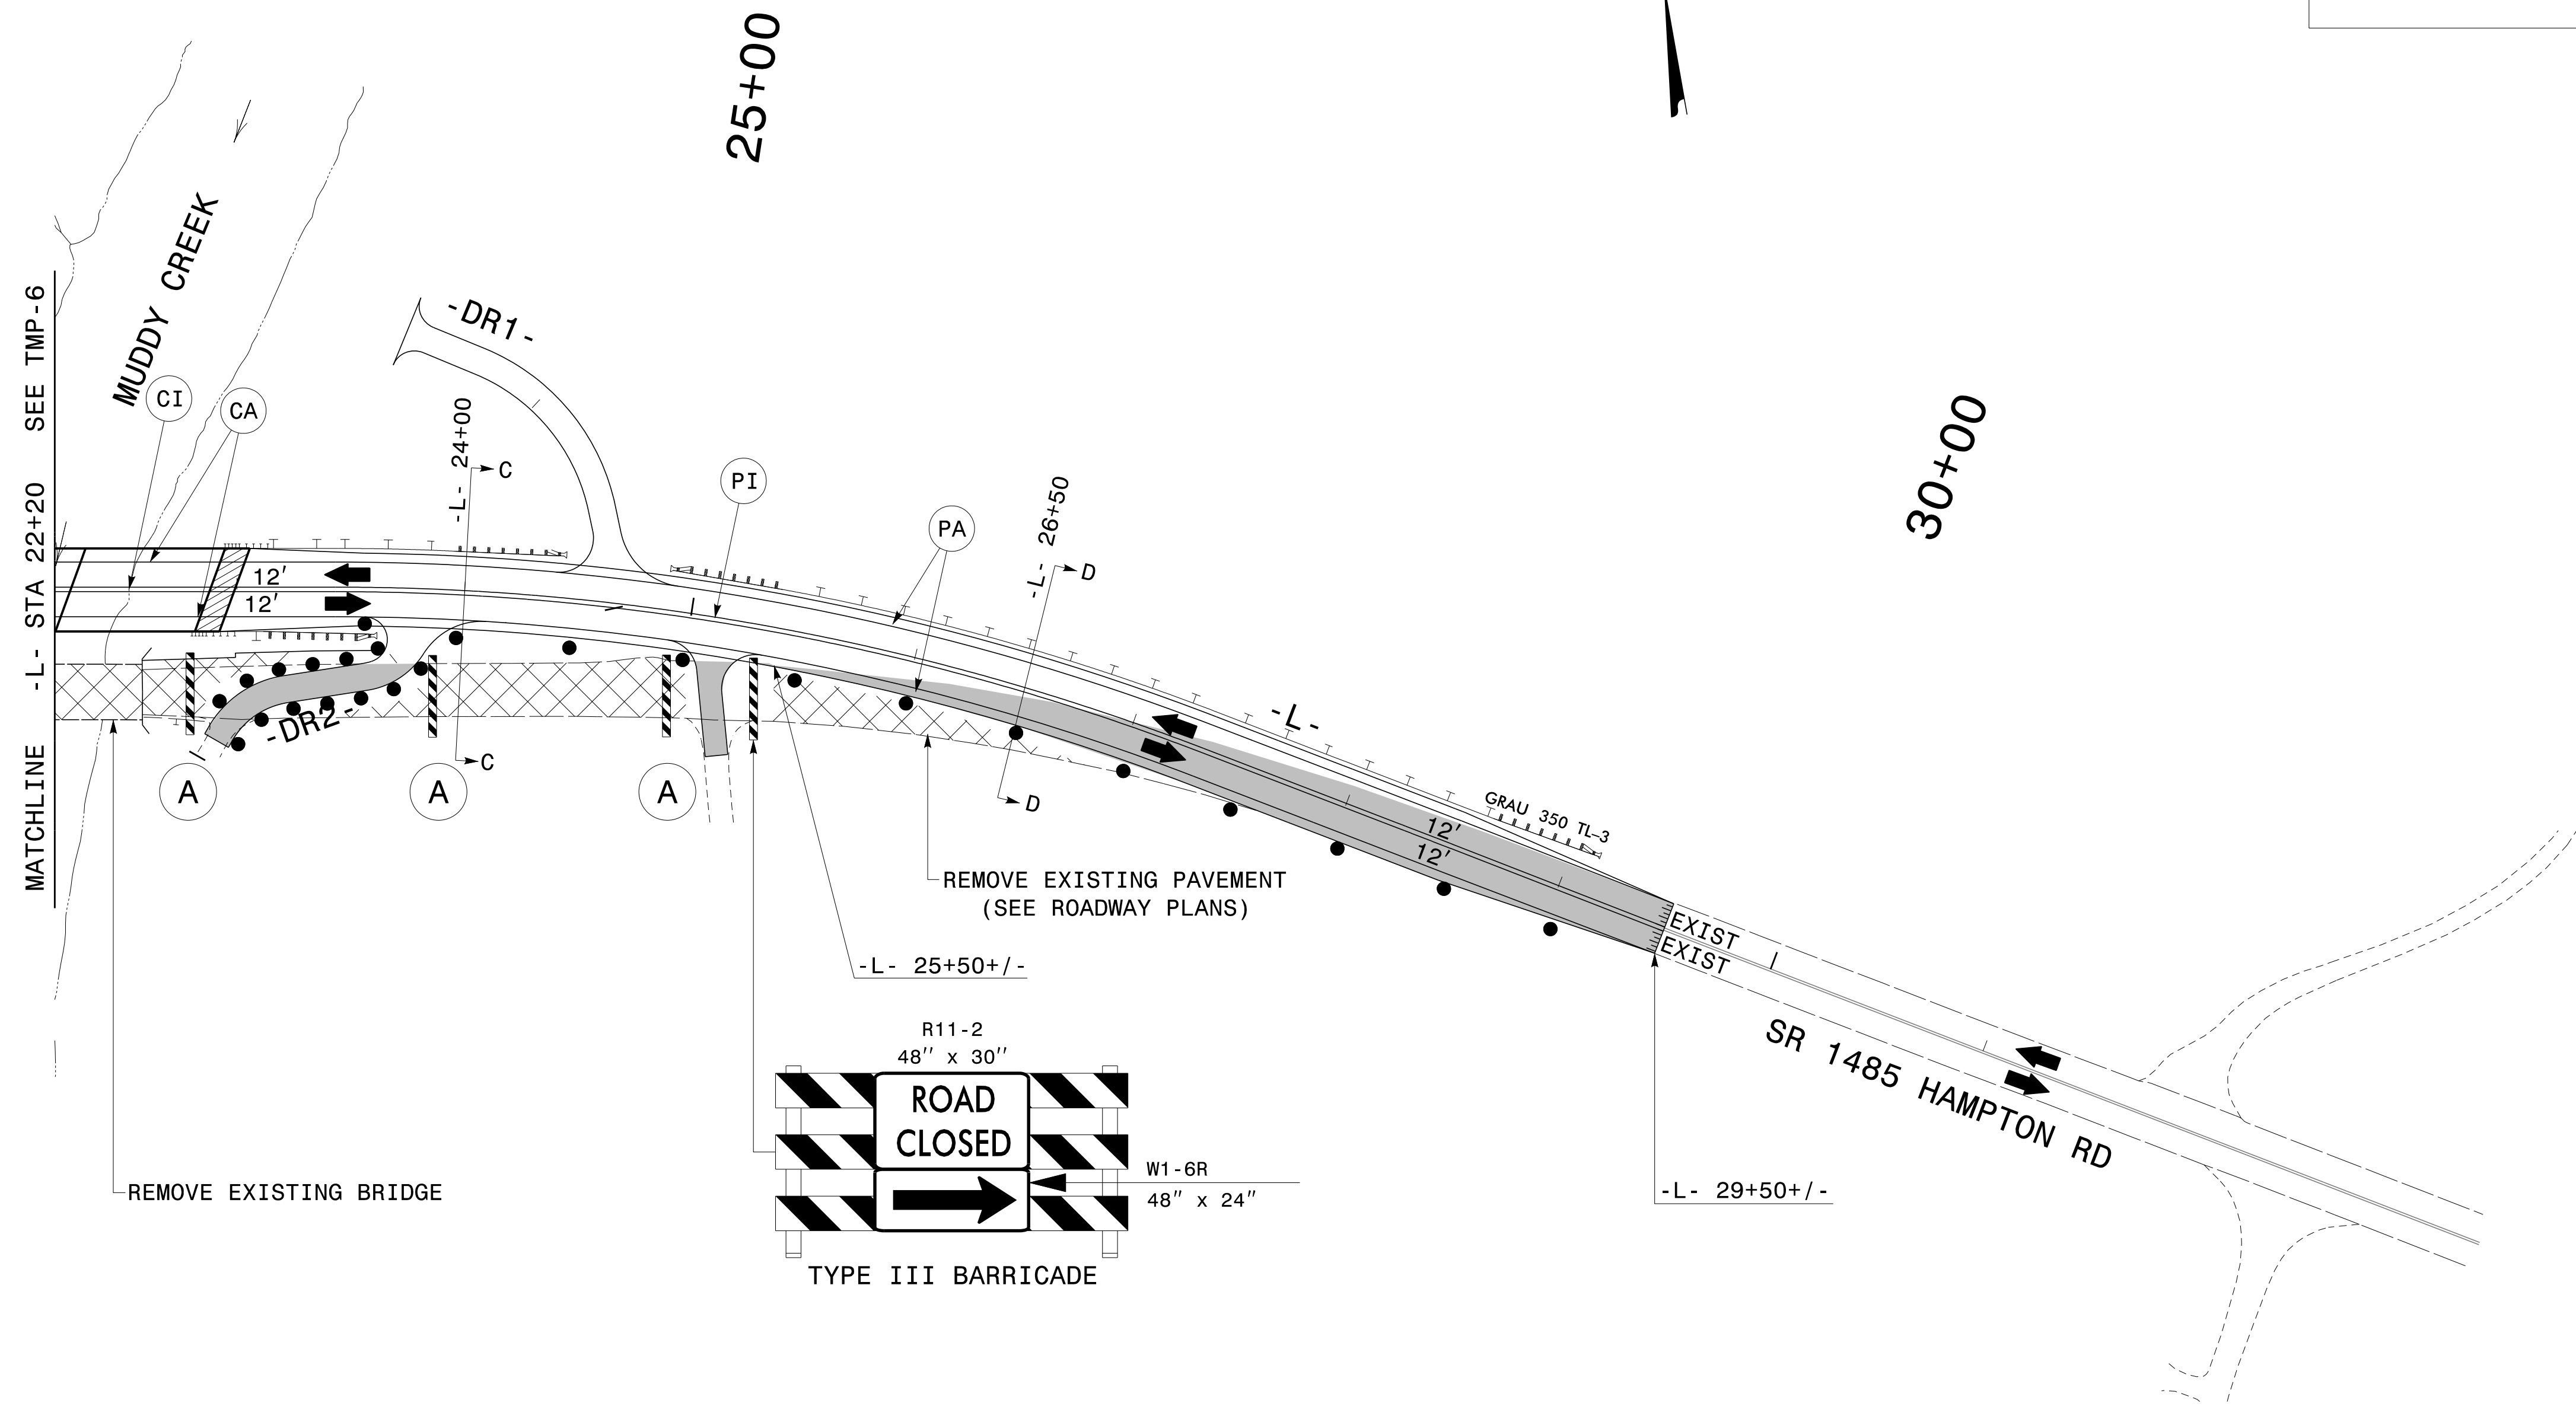 25+00
MATCHLINE -L- STA 22+20 SEE TMP-6
MUDDY CREEK
CI
CA
-DR1-
-L- 24+00
C
C
PI
PA
-L- 26+50
D
D
30+00
12'
12'
-DR2-
A
A
A
-L-
GRAU 350 TL-3
12'
12'
REMOVE EXISTING PAVEMENT
(SEE ROADWAY PLANS)
EXIST
EXIST
-L- 25+50+/-
SR 1485 HAMPTON RD
R11-2
48" x 30"
ROAD
CLOSED
W1-6R
48" x 24"
TYPE III BARRICADE
REMOVE EXISTING BRIDGE
-L- 29+50+/-